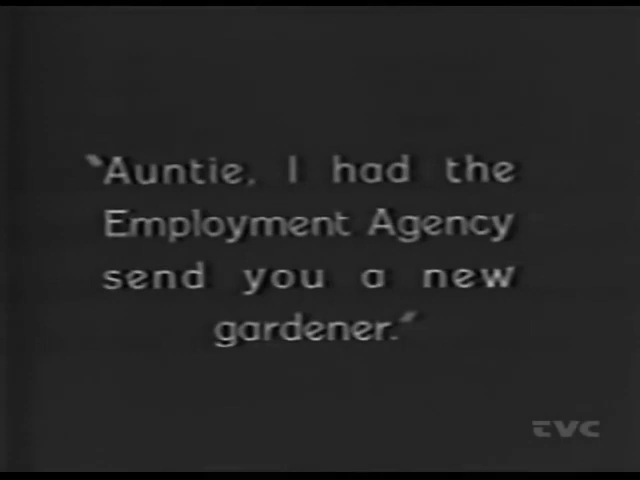 "Auntie, I had the
Employment Agency
send you a new
gardener."
TVC